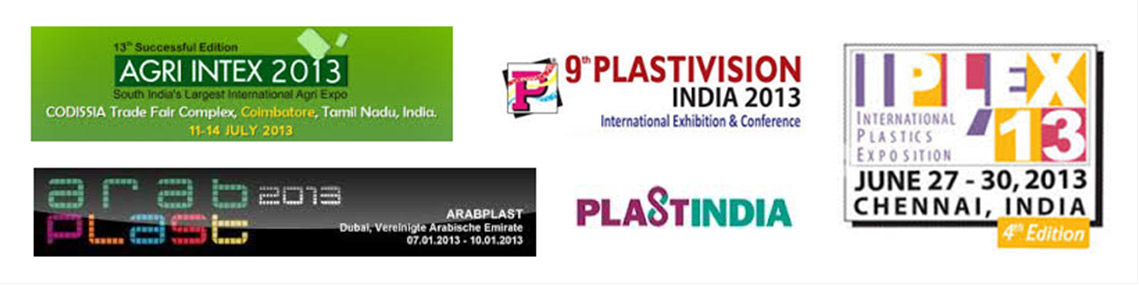 13th Successful Edition
AGRI INTEX 2013
South India's Largest International Agri Expo
CODISSIA Trade Fair Complex, Coimbatore, Tamil Nadu, India.
11-14 JULY 2013
arab 2013
plast
ARABPLAST
Dubai, Vereinigte Arabische Emirate
07.01.2013 - 10.01.2013
P
9th PLASTIVISION
INDIA 2013
International Exhibition & Conference
PLASTINDIA
IPLEX
INTERNATIONAL
PLASTICS
EXPOSITION
'13
JUNE 27 - 30, 2013
CHENNAI, INDIA
4th Edition